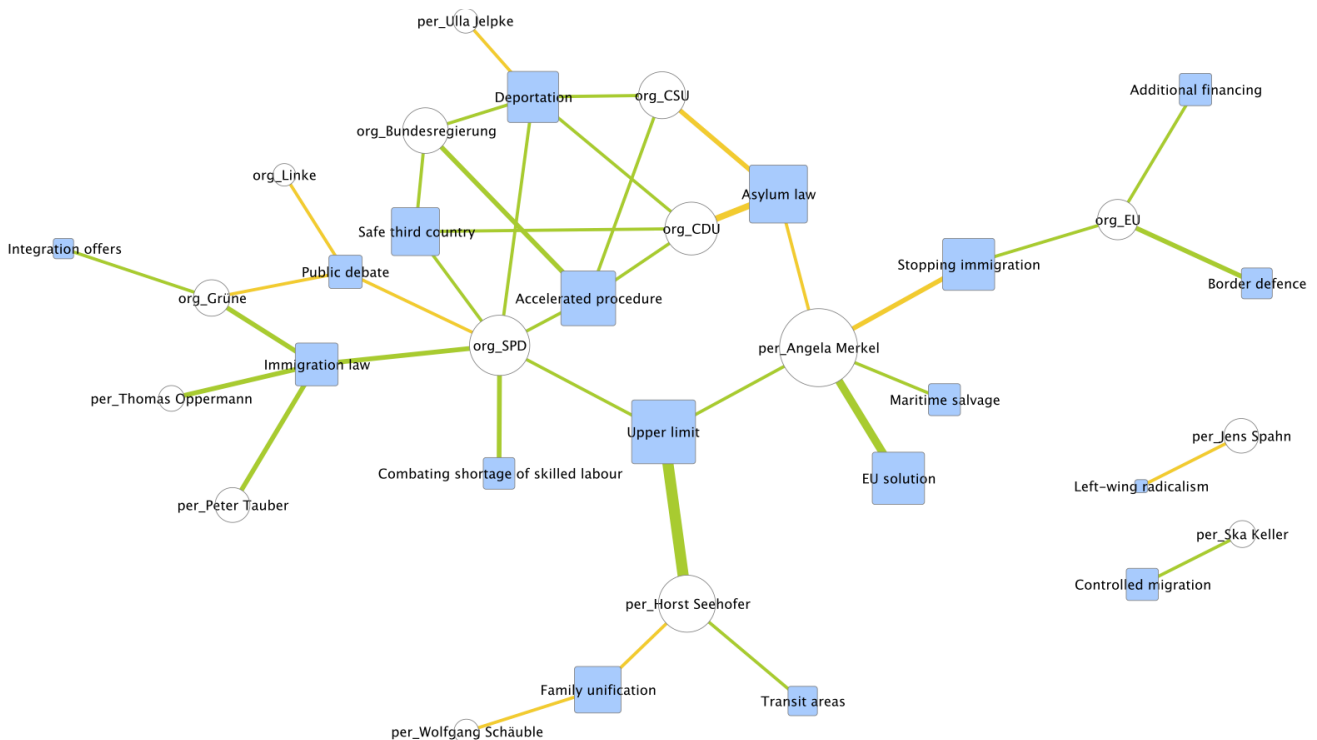 per_Ulla Jelpke
Deportation
org_CSU
Additional financing
org_Bundesregierung
org_Linke
Asylum law
org_EU
Integration offers
Safe third country
org_CDU
Public debate
Stopping immigration
Border defence
org_Grüne
Accelerated procedure
org_SPD
per_Angela Merkel
Immigration law
per_Thomas Oppermann
Maritime salvage
Upper limit
per_Jens Spahn
Combating shortage of skilled labour
EU solution
Left-wing radicalism
per_Peter Tauber
per_Ska Keller
Controlled migration
per_Horst Seehofer
Family unification
Transit areas
per_Wolfgang Schäuble